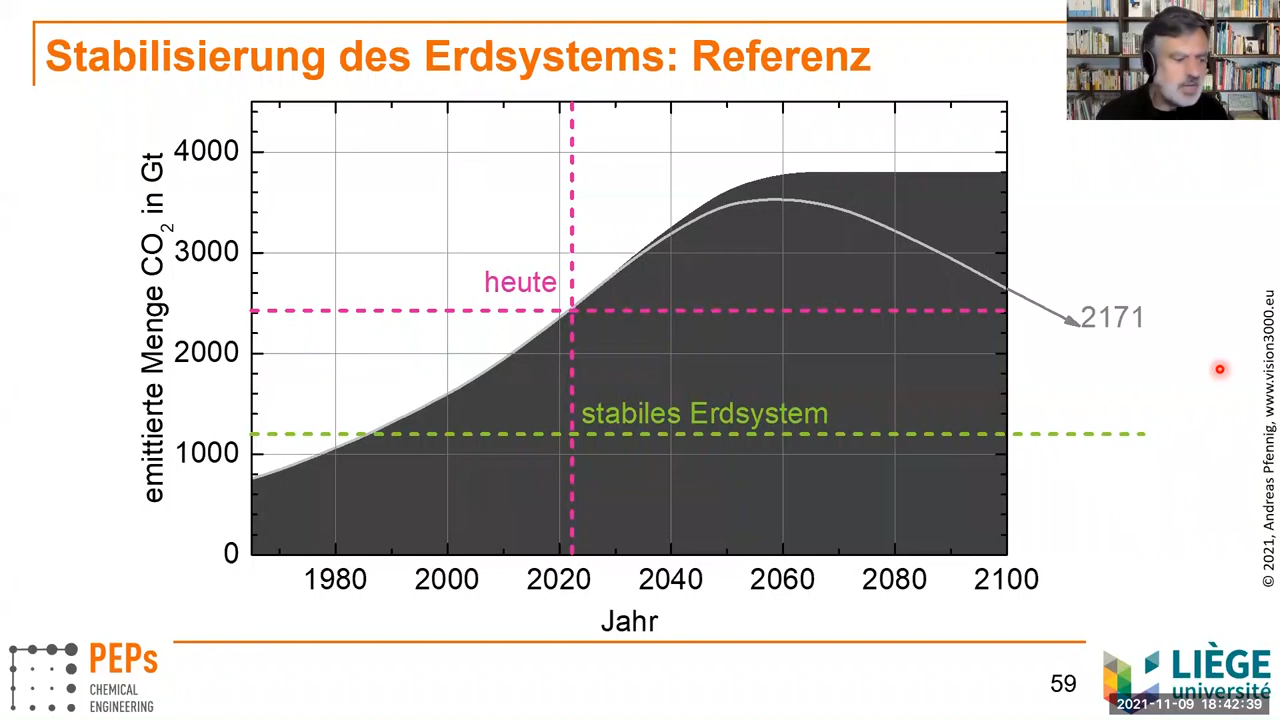 Stabilisierung des Erdsystems: Referenz
emittierte Menge CO2 in Gt
4000
3000
2000
1000
0
heute
stabiles Erdsystem
2171
1980 2000 2020 2040 2060 2080 2100
Jahr
© 2021, Andreas Pfennig, www.vision3000.eu
PEPs
CHEMICAL
ENGINEERING
59
LIÈGE
université
2021-11-09 18:42:39